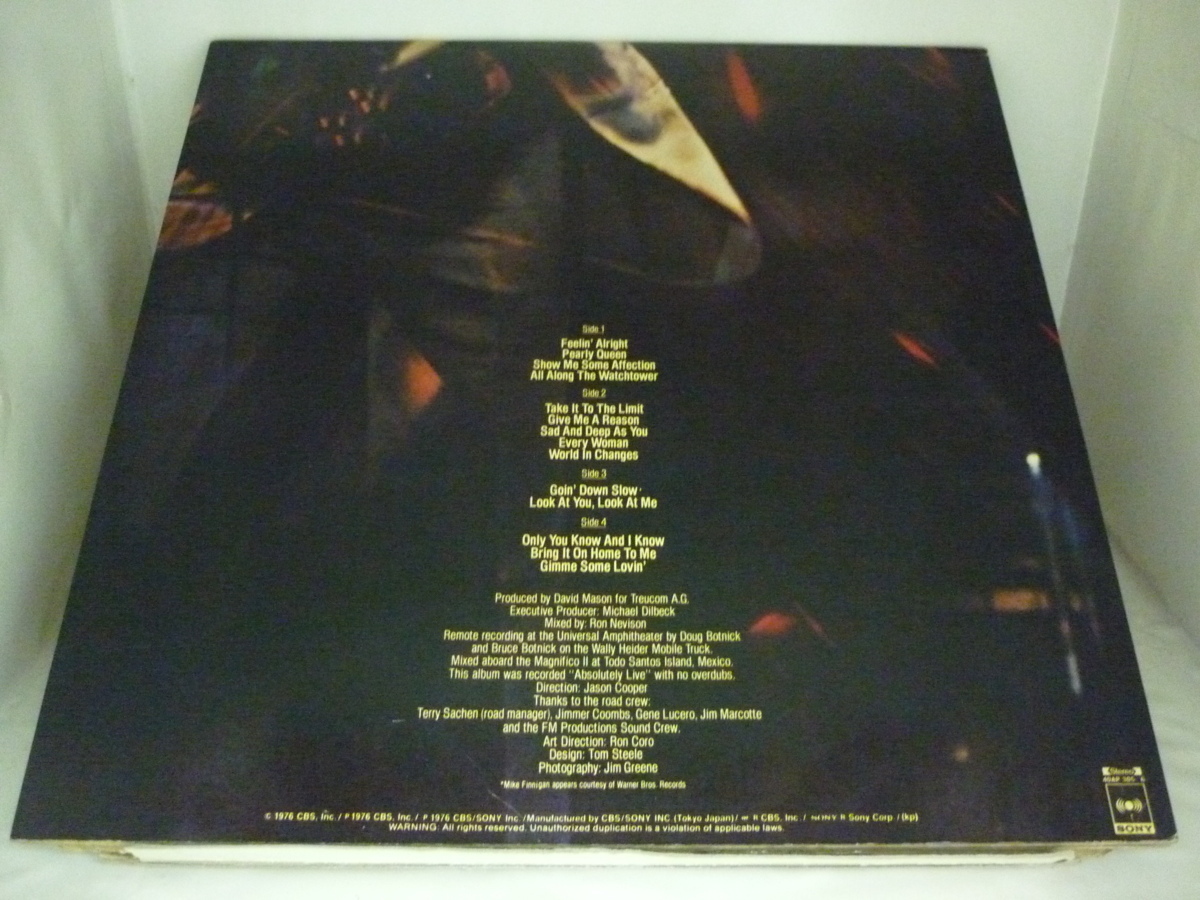 Side 1
Feelin' Alright
Pearly Queen
Show Me Some Affection
All Along The Watchtower
Side 2
Take It To The Limit
Give Me A Reason
Sad And Deep As You
Every Woman
World In Changes
Side 3
Goin' Down Slow*
Look At You, Look At Me
Side 4
Only You Know And I Know
Bring It On Home To Me
Gimme Some Lovin'
Produced by David Mason for Treucom A.G.
Executive Producer: Michael Dilbeck
Mixed by: Ron Nevison
Remote recording at the Universal Amphitheater by Doug Botnick
and Bruce Botnick on the Wally Heider Mobile Truck.
Mixed aboard the Magnifico II at Todo Santos Island, Mexico.
This album was recorded "Absolutely Live" with no overdubs.
Direction: Jason Cooper
Thanks to the road crew:
Terry Sachen (road manager), Jimmer Coombs, Gene Lucero, Jim Marcotte
and the FM Productions Sound Crew.
Art Direction: Ron Coro
Design: Tom Steele
Photography: Jim Greene
*Mike Finnigan appears courtesy of Warner Bros. Records
© 1976 CBS, Inc. / ℗ 1976 CBS, Inc. / ℗ 1976 CBS/SONY Inc. /Manufactured by CBS/SONY INC (Tokyo Japan)/ CBS, Inc. / SONY Sony Corp. / (kp)
WARNING: All rights reserved. Unauthorized duplication is a violation of applicable laws.
Stereo
SONY